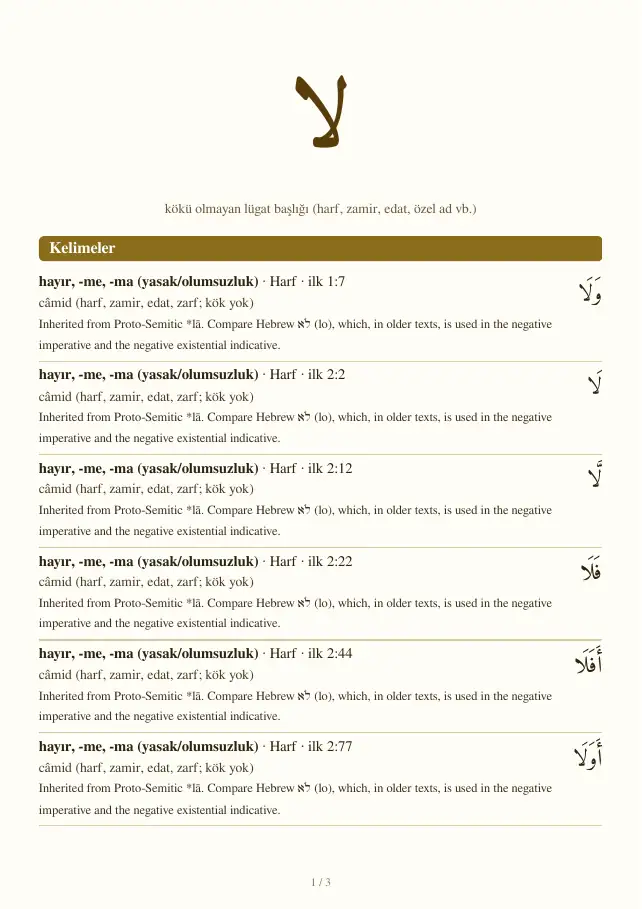 لا
kökü olmayan lügat başlığı (harf, zamir, edat, özel ad vb.)
Kelimeler
hayır, -me, -ma (yasak/olumsuzluk) · Harf · ilk 1:7 وَلَا
câmid (harf, zamir, edat, zarf; kök yok)
Inherited from Proto-Semitic *lā. Compare Hebrew לא (lo), which, in older texts, is used in the negative
imperative and the negative existential indicative.
hayır, -me, -ma (yasak/olumsuzluk) · Harf · ilk 2:2 لَا
câmid (harf, zamir, edat, zarf; kök yok)
Inherited from Proto-Semitic *lā. Compare Hebrew לא (lo), which, in older texts, is used in the negative
imperative and the negative existential indicative.
hayır, -me, -ma (yasak/olumsuzluk) · Harf · ilk 2:12 لَّا
câmid (harf, zamir, edat, zarf; kök yok)
Inherited from Proto-Semitic *lā. Compare Hebrew לא (lo), which, in older texts, is used in the negative
imperative and the negative existential indicative.
hayır, -me, -ma (yasak/olumsuzluk) · Harf · ilk 2:22 فَلَا
câmid (harf, zamir, edat, zarf; kök yok)
Inherited from Proto-Semitic *lā. Compare Hebrew לא (lo), which, in older texts, is used in the negative
imperative and the negative existential indicative.
hayır, -me, -ma (yasak/olumsuzluk) · Harf · ilk 2:44 أَفَلَا
câmid (harf, zamir, edat, zarf; kök yok)
Inherited from Proto-Semitic *lā. Compare Hebrew לא (lo), which, in older texts, is used in the negative
imperative and the negative existential indicative.
hayır, -me, -ma (yasak/olumsuzluk) · Harf · ilk 2:77 أَوَلَا
câmid (harf, zamir, edat, zarf; kök yok)
Inherited from Proto-Semitic *lā. Compare Hebrew לא (lo), which, in older texts, is used in the negative
imperative and the negative existential indicative.
1 / 3